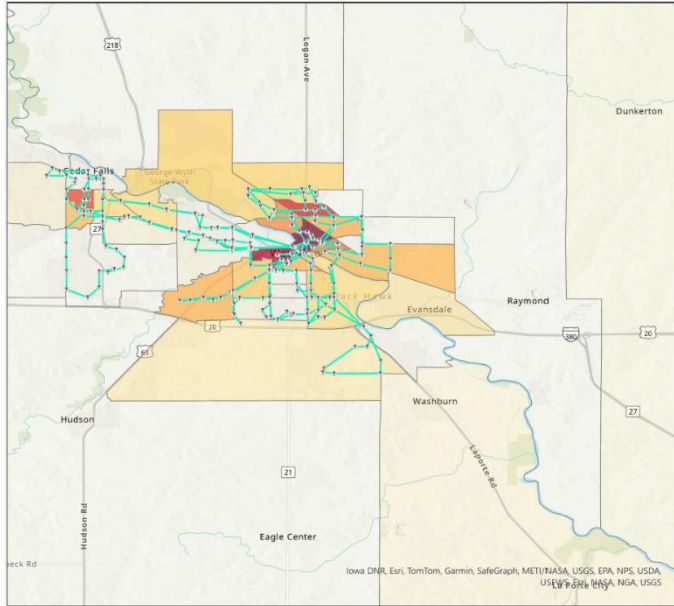 218
Logan Ave
Dunkerton
Cedar Falls
George Wyth
State Park
27
Black Hawk
Raymond
Evansdale
20
380
20
63
Washburn
27
Hudson
Laporte Rd
21
Hudson Rd
Eagle Center
Iowa DNR, Esri, TomTom, Garmin, SafeGraph, METI/NASA, USGS, EPA, NPS, USDA,
USFWS, Esri, NASA, NGA, USGS
La Porte City